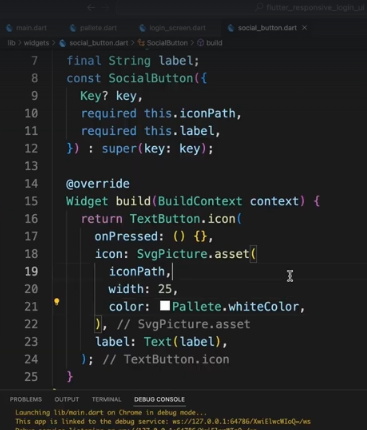 flutter_responsive_login_ui
main.dart pallete.dart login_screen.dart social_button.dart ×
lib > widgets > social_button.dart > SocialButton > build
7 final String label;
8 const SocialButton({
9 Key? key,
10 required this.iconPath,
11 required this.label,
12 }) : super(key: key);
13
14 @override
15 Widget build(BuildContext context) {
16 return TextButton.icon(
17 onPressed: () {},
18 icon: SvgPicture.asset(
19 iconPath,
20 width: 25,
21 color: Pallete.whiteColor,
22 ), // SvgPicture.asset
23 label: Text(label),
24 ); // TextButton.icon
25 }
PROBLEMS OUTPUT TERMINAL DEBUG CONSOLE
Launching lib/main.dart on Chrome in debug mode...
This app is linked to the debug service: ws://127.0.0.1:64786/XwiElwcWIoQ=/ws